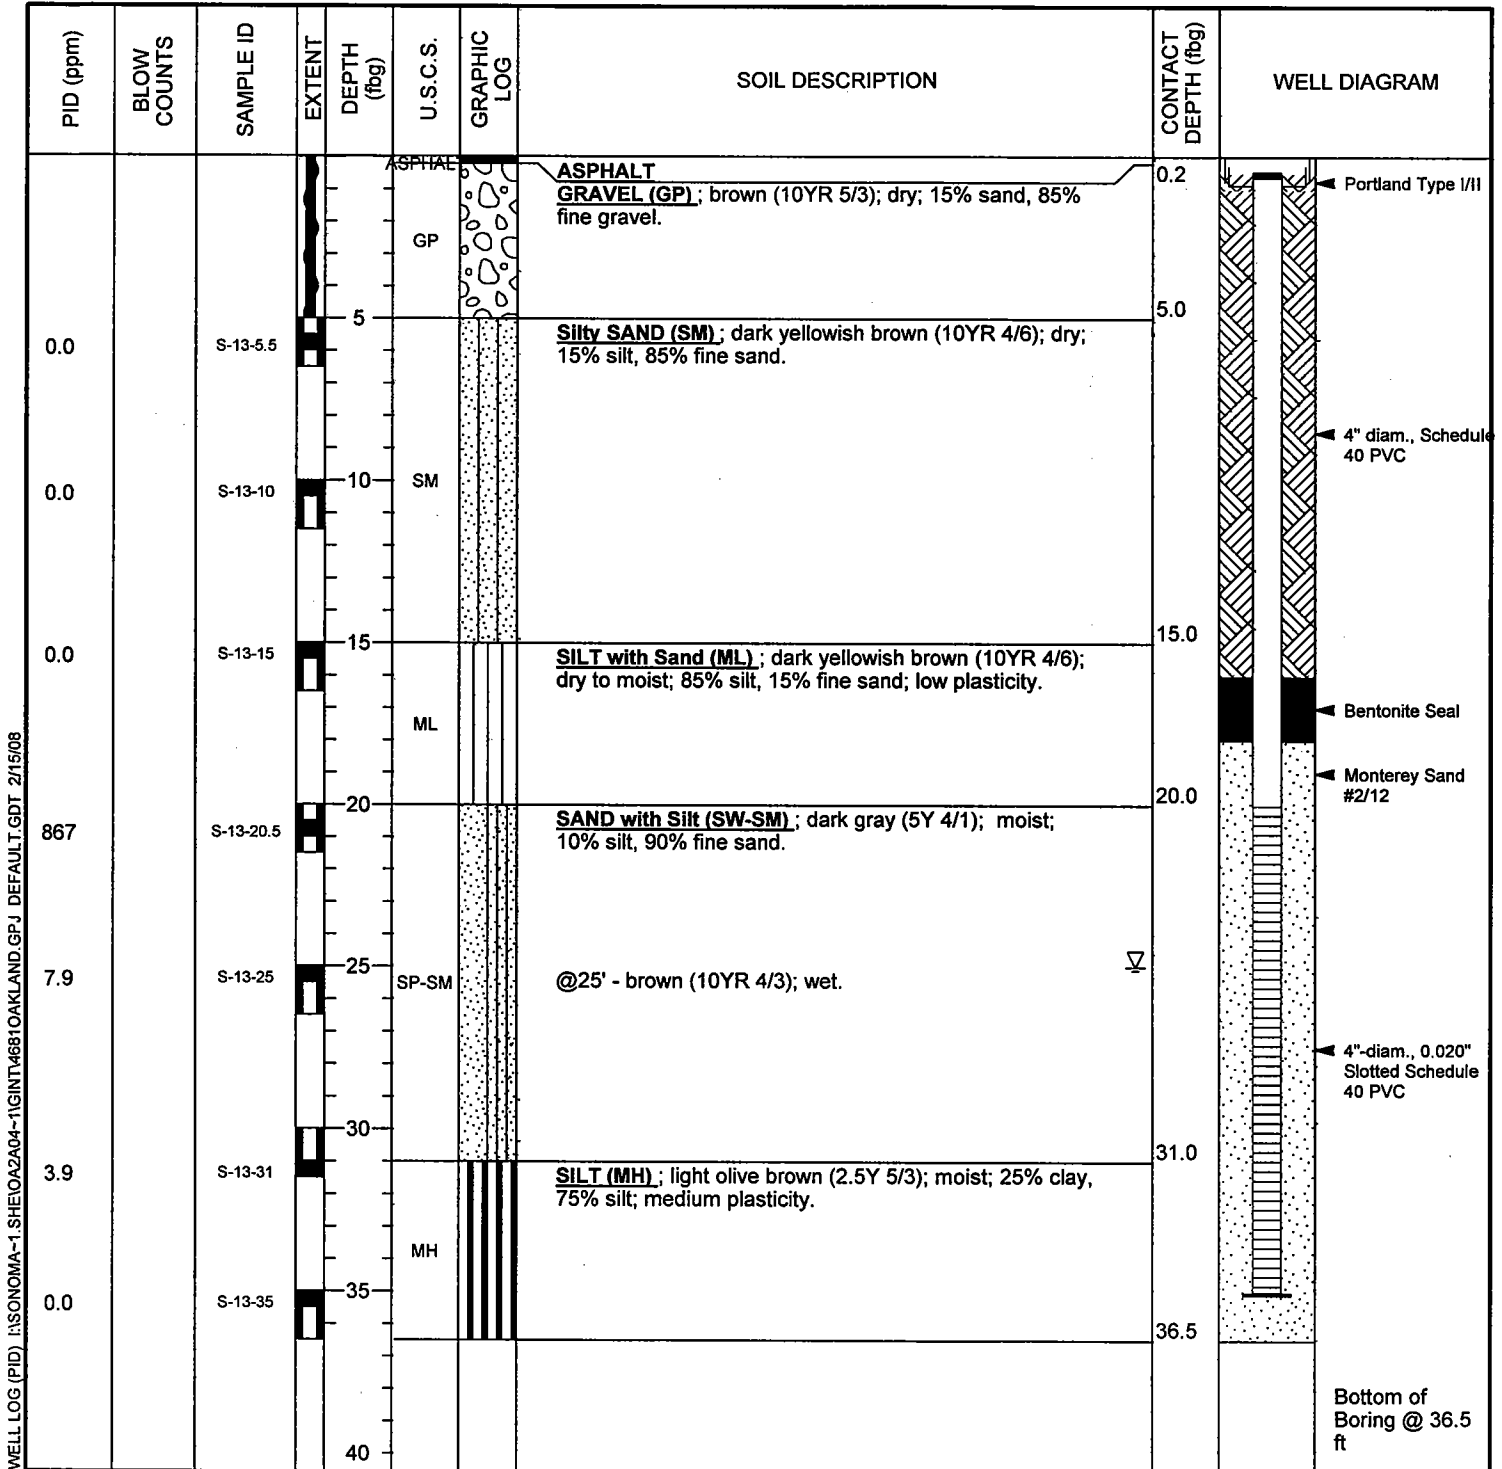 PID (ppm)
BLOW
COUNTS
SAMPLE ID
EXTENT
DEPTH
(fbg)
U.S.C.S.
GRAPHIC
LOG
SOIL DESCRIPTION
CONTACT
DEPTH (fbg)
WELL DIAGRAM
ASPHAL
ASPHALT
0.2
Portland Type I/II
GRAVEL (GP) ; brown (10YR 5/3); dry; 15% sand, 85%
fine gravel.
GP
5
5.0
0.0
S-13-5.5
Silty SAND (SM) ; dark yellowish brown (10YR 4/6); dry;
15% silt, 85% fine sand.
4" diam., Schedule
40 PVC
0.0
S-13-10
10
SM
15
15.0
0.0
S-13-15
SILT with Sand (ML) ; dark yellowish brown (10YR 4/6);
dry to moist; 85% silt, 15% fine sand; low plasticity.
ML
Bentonite Seal
Monterey Sand
#2/12
20
20.0
867
S-13-20.5
SAND with Silt (SW-SM) ; dark gray (5Y 4/1); moist;
10% silt, 90% fine sand.
25
7.9
S-13-25
SP-SM
@25' - brown (10YR 4/3); wet.
4"-diam., 0.020"
Slotted Schedule
40 PVC
30
31.0
3.9
S-13-31
SILT (MH) ; light olive brown (2.5Y 5/3); moist; 25% clay,
75% silt; medium plasticity.
MH
35
0.0
S-13-35
36.5
Bottom of
Boring @ 36.5
ft
40
WELL LOG (PID) I:\SONOMA~1.SHE\OA2A04~1\GINT\4681OAKLAND.GPJ DEFAULT.GDT 2/15/08